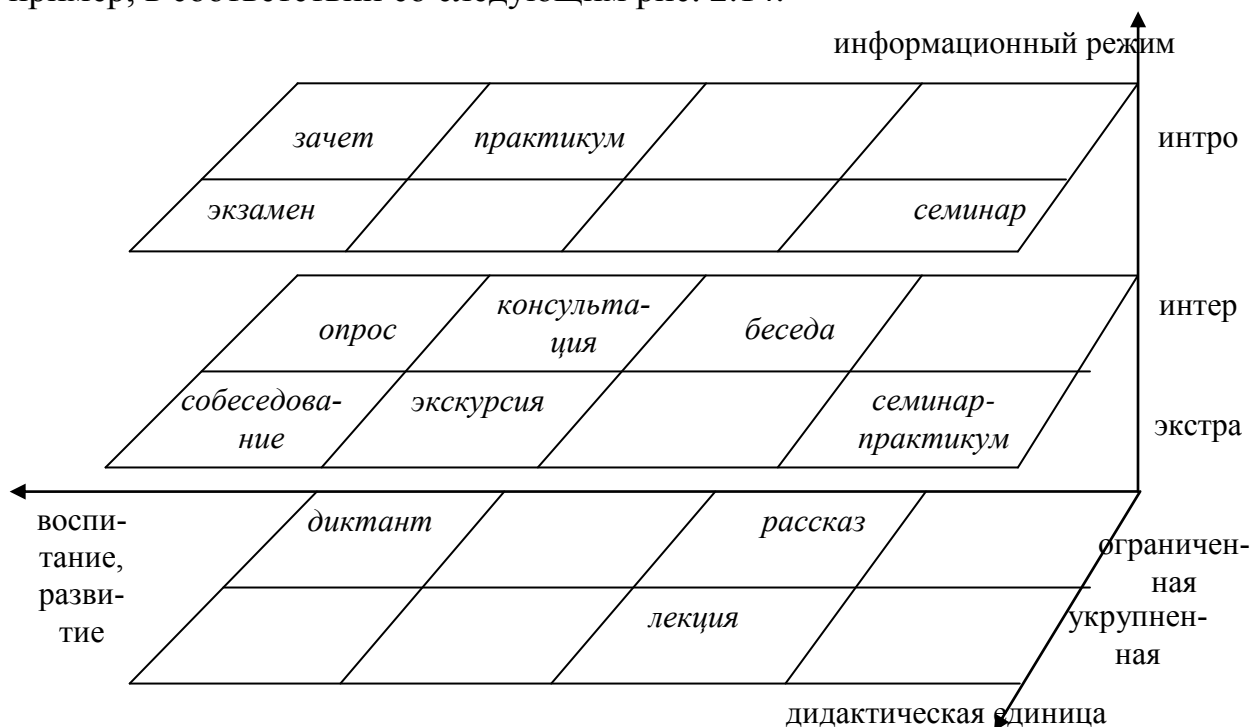 пример, в соответствии со следующим рис. 2.14.
информационный режим
зачет практикум
интро
экзамен семинар
консульта-
ция
опрос беседа
интер
собеседова-
ние
экскурсия
семинар-
практикум
экстра
воспи-
тание,
разви-
тие
диктант рассказ
ограничен-
ная
лекция
укрупнен-
ная
дидактическая единица